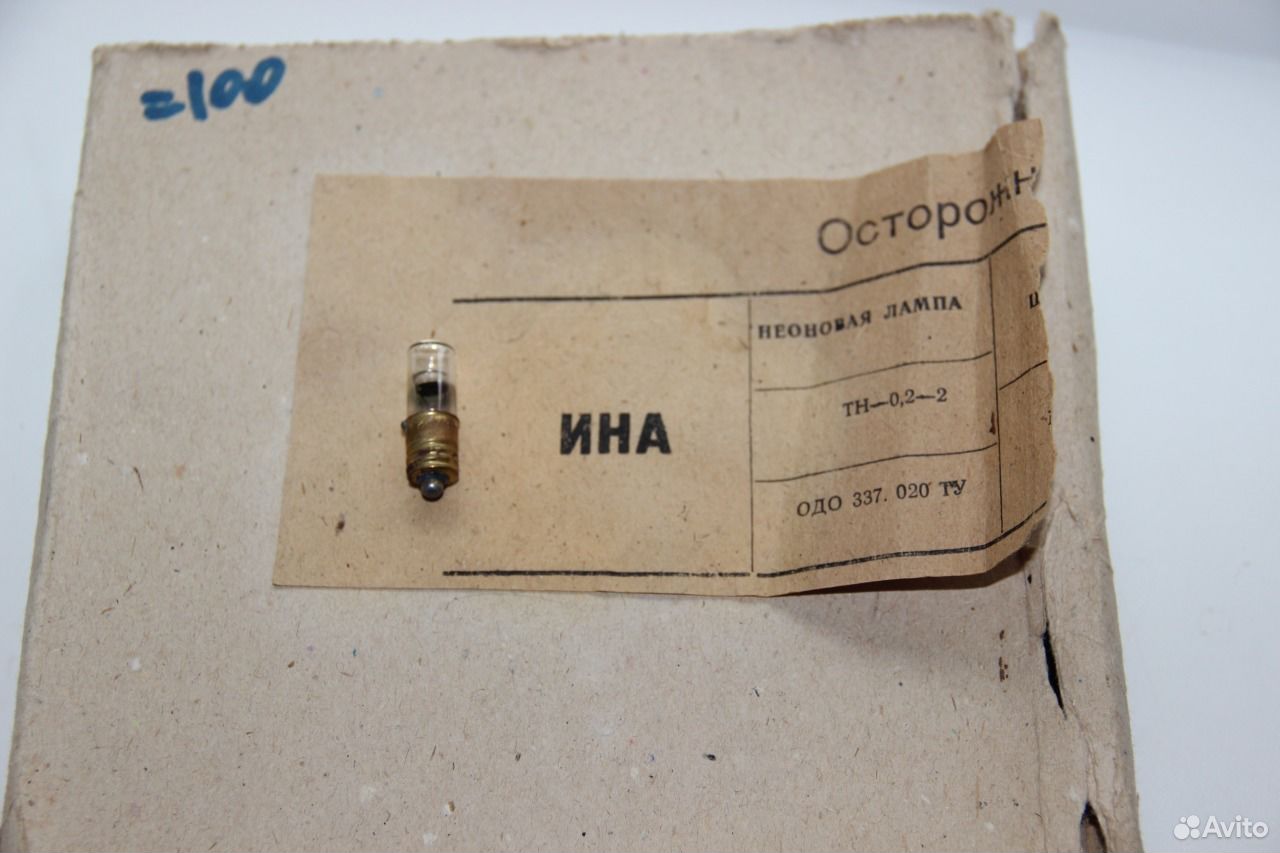 =100
Осторожн
НЕОНОВАЯ ЛАМПА
ТН—0,2—2
ИНА
ОДО 337. 020 ТУ
Avito